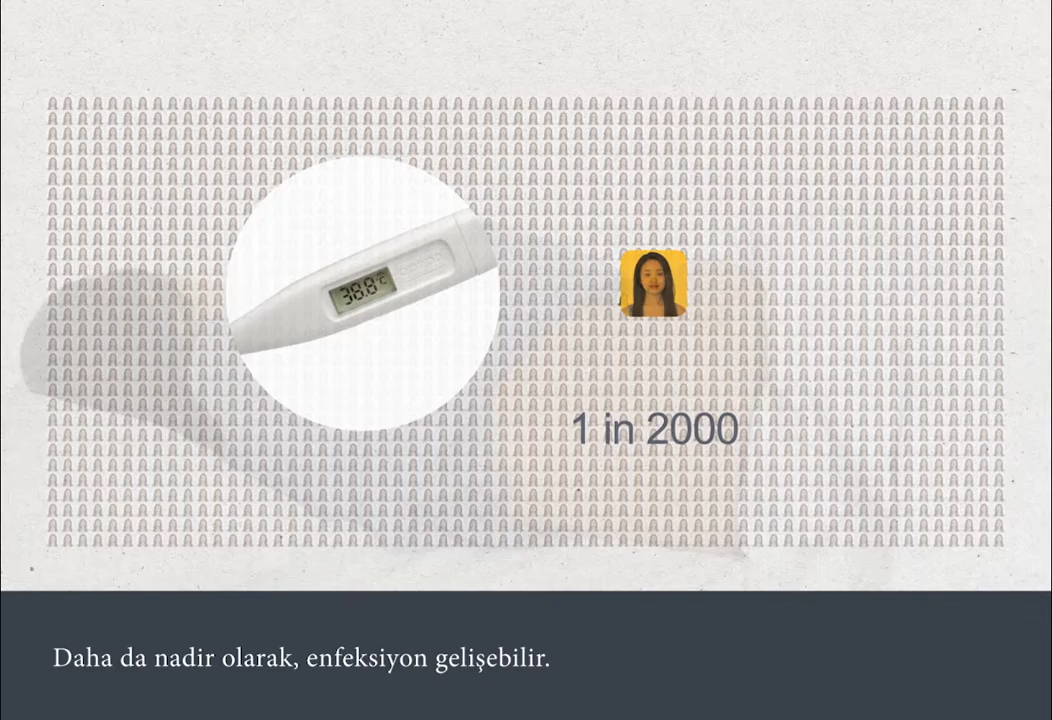 38.8°C
1 in 2000
Daha da nadir olarak, enfeksiyon gelişebilir.